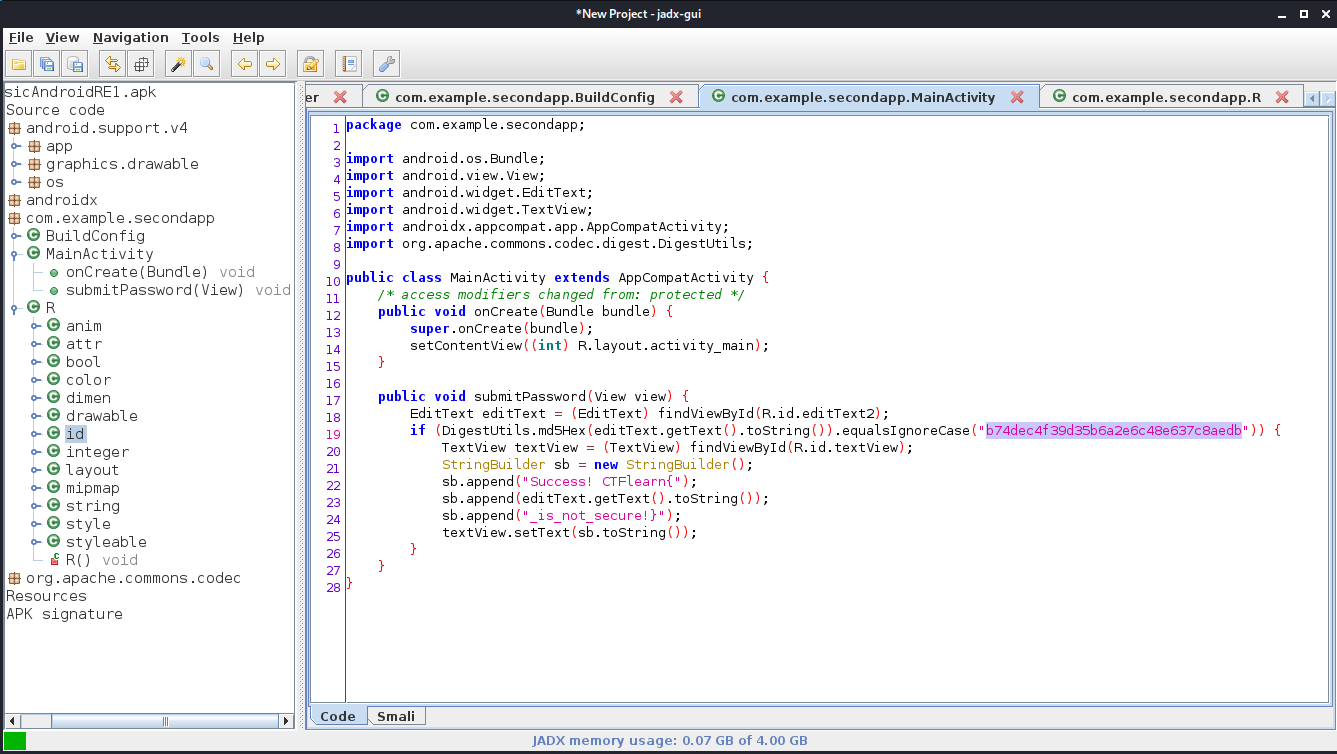 *New Project - jadx-gui
File View Navigation Tools Help
sicAndroidRE1.apk
Source code
android.support.v4
app
graphics.drawable
os
androidx
com.example.secondapp
BuildConfig
MainActivity
onCreate(Bundle) void
submitPassword(View) void
R
anim
attr
bool
color
dimen
drawable
id
integer
layout
mipmap
string
style
styleable
R() void
org.apache.commons.codec
Resources
APK signature
er com.example.secondapp.BuildConfig com.example.secondapp.MainActivity com.example.secondapp.R
1 package com.example.secondapp;
2
3 import android.os.Bundle;
4 import android.view.View;
5 import android.widget.EditText;
6 import android.widget.TextView;
7 import androidx.appcompat.app.AppCompatActivity;
8 import org.apache.commons.codec.digest.DigestUtils;
9
10 public class MainActivity extends AppCompatActivity {
11 /* access modifiers changed from: protected */
12 public void onCreate(Bundle bundle) {
13 super.onCreate(bundle);
14 setContentView((int) R.layout.activity_main);
15 }
16
17 public void submitPassword(View view) {
18 EditText editText = (EditText) findViewById(R.id.editText2);
19 if (DigestUtils.md5Hex(editText.getText().toString()).equalsIgnoreCase("b74dec4f39d35b6a2e6c48e637c8aedb")) {
20 TextView textView = (TextView) findViewById(R.id.textView);
21 StringBuilder sb = new StringBuilder();
22 sb.append("Success! CTFlearn{");
23 sb.append(editText.getText().toString());
24 sb.append("_is_not_secure!}");
25 textView.setText(sb.toString());
26 }
27 }
28 }
Code Smali
JADX memory usage: 0.07 GB of 4.00 GB